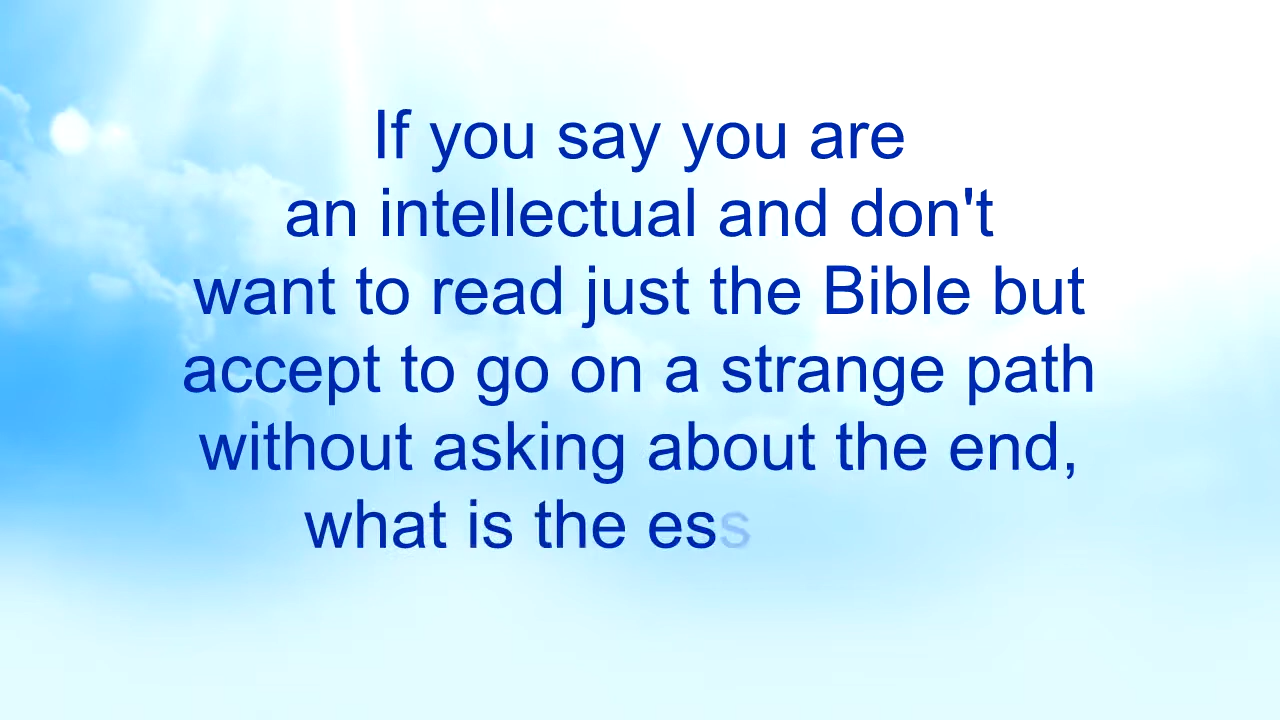 If you say you are
an intellectual and don't
want to read just the Bible but
accept to go on a strange path
without asking about the end,
what is the ess